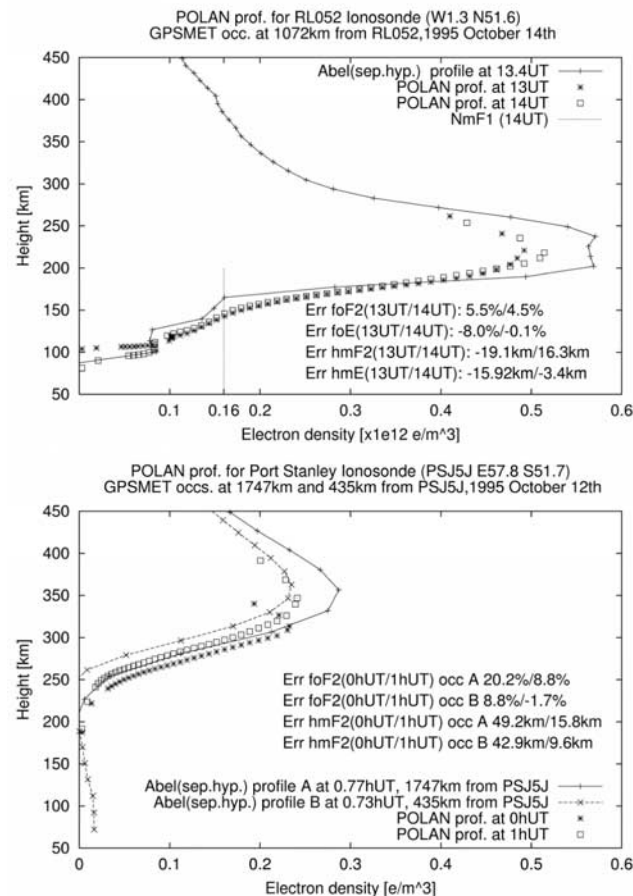 POLAN prof. for RL052 Ionosonde (W1.3 N51.6)
GPSMET occ. at 1072km from RL052,1995 October 14th
450
400
350
300
250
200
150
100
50
Height [km]
Abel(sep.hyp.) profile at 13.4UT
POLAN prof. at 13UT
POLAN prof. at 14UT
NmF1 (14UT)
Err foF2(13UT/14UT): 5.5%/4.5%
Err foE(13UT/14UT): -8.0%/-0.1%
Err hmF2(13UT/14UT): -19.1km/16.3km
Err hmE(13UT/14UT): -15.92km/-3.4km
0.1 0.16 0.2 0.3 0.4 0.5 0.6
Electron density [x1e12 e/m^3]
POLAN prof. for Port Stanley Ionosonde (PSJ5J E57.8 S51.7)
GPSMET occs. at 1747km and 435km from PSJ5J,1995 October 12th
450
400
350
300
250
200
150
100
50
Height [km]
Err foF2(0hUT/1hUT) occ A 20.2%/8.8%
Err foF2(0hUT/1hUT) occ B 8.8%/-1.7%
Err hmF2(0hUT/1hUT) occ A 49.2km/15.8km
Err hmF2(0hUT/1hUT) occ B 42.9km/9.6km
Abel(sep.hyp.) profile A at 0.77hUT, 1747km from PSJ5J
Abel(sep.hyp.) profile B at 0.73hUT, 435km from PSJ5J
POLAN prof. at 0hUT
POLAN prof. at 1hUT
0 0.1 0.2 0.3 0.4 0.5 0.6
Electron density [e/m^3]